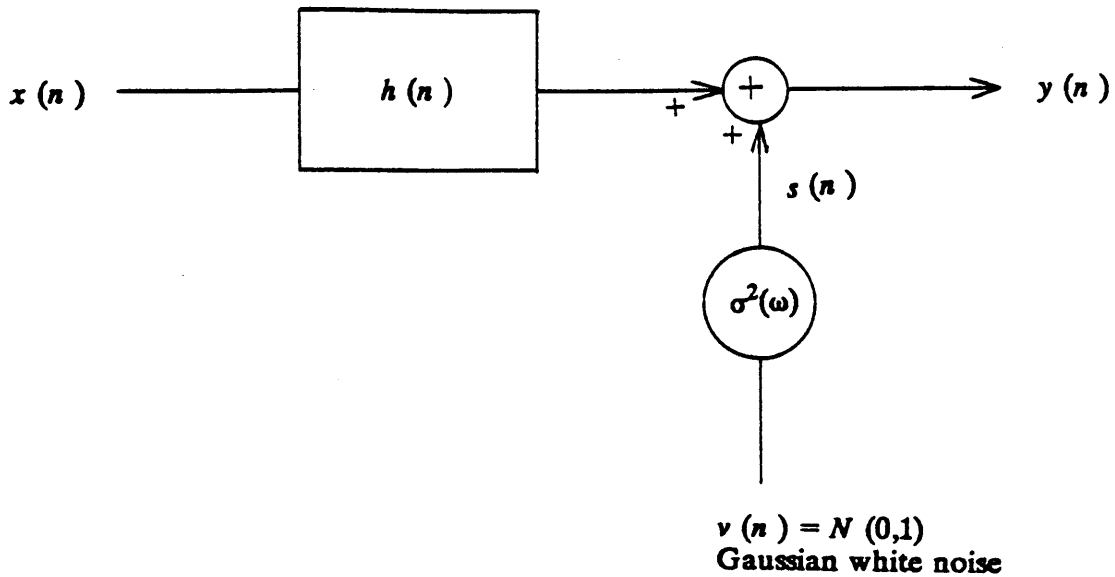 x (n)
h (n)
y (n)
+
+
+
s (n)
σ²(ω)
v (n) = N (0,1)
Gaussian white noise